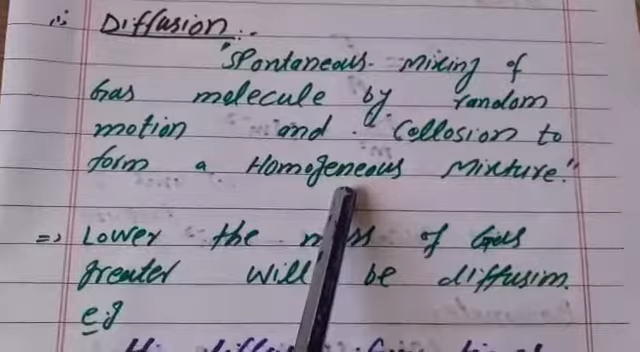 Diffusion:-
"Spontaneous mixing of
Gas molecule by random
motion and Collosion to
form a Homogeneous Mixture."
=> Lower the mass of Gas
greater will be diffusion.
e.g